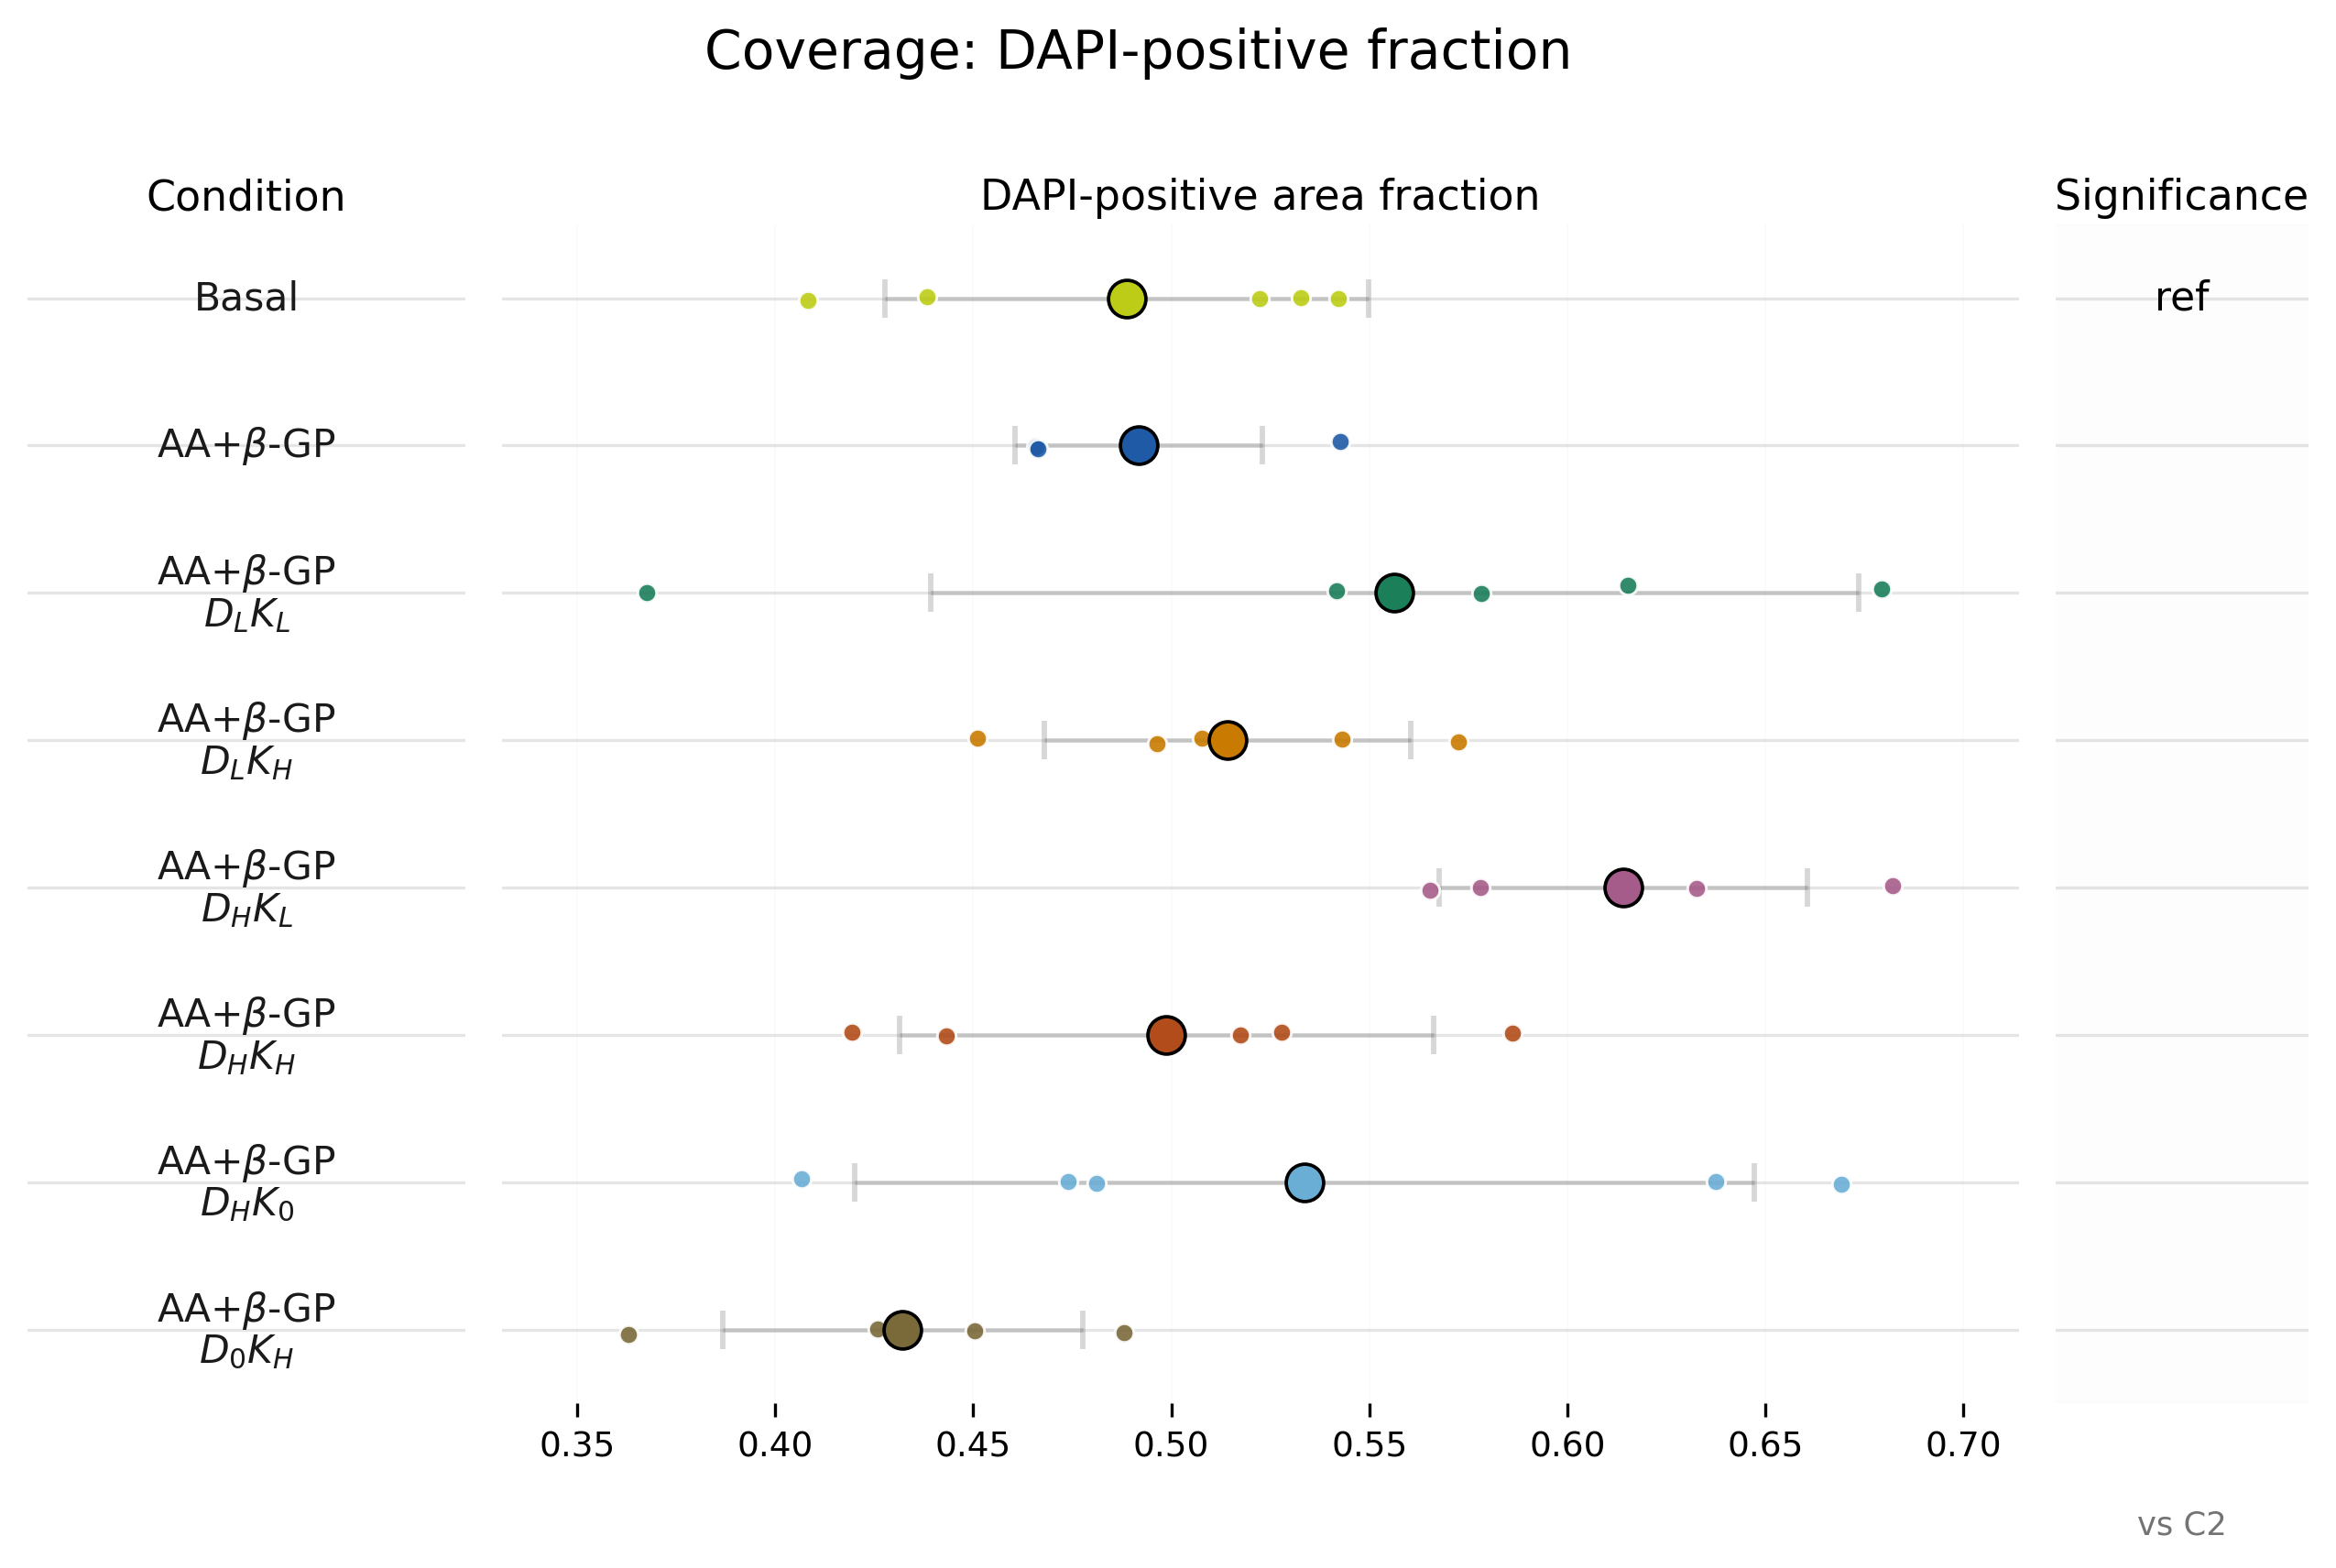 Coverage: DAPI-positive fraction
Condition
DAPI-positive area fraction
Significance
Basal
ref
AA+β-GP
AA+β-GP
D_L K_L
AA+β-GP
D_L K_H
AA+β-GP
D_H K_L
AA+β-GP
D_H K_H
AA+β-GP
D_H K_0
AA+β-GP
D_0 K_H
0.35 0.40 0.45 0.50 0.55 0.60 0.65 0.70
vs C2